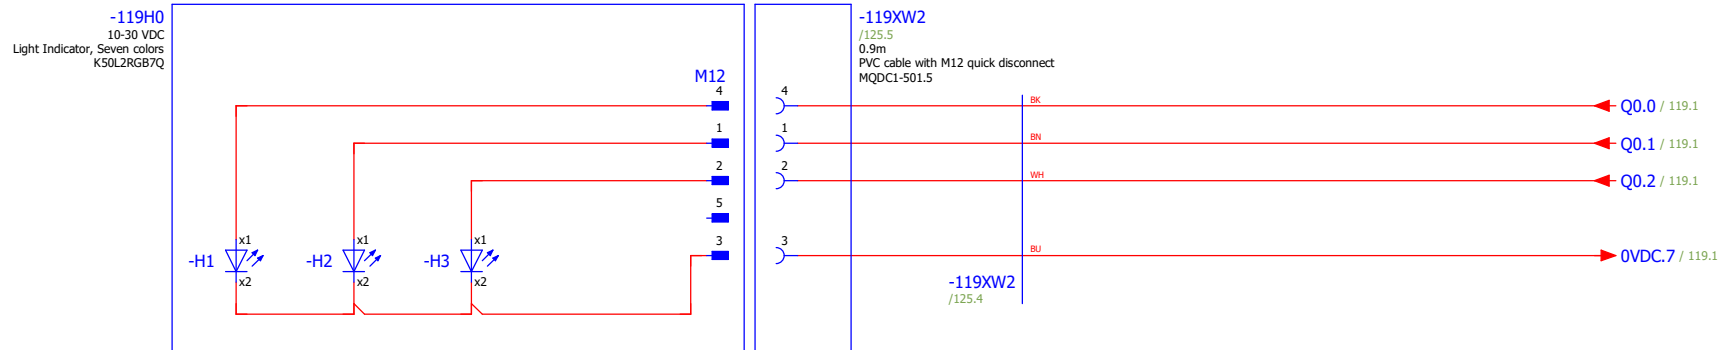 -119H0
10-30 VDC
Light Indicator, Seven colors
K50L2RGB7Q
-119XW2
/125.5
0.9m
PVC cable with M12 quick disconnect
MQDC1-501.5
M12
4
4
BK
Q0.0 / 119.1
1
1
BN
Q0.1 / 119.1
2
2
WH
Q0.2 / 119.1
5
3
3
BU
0VDC.7 / 119.1
-H1
x1
x2
-H2
x1
x2
-H3
x1
x2
-119XW2
/125.4